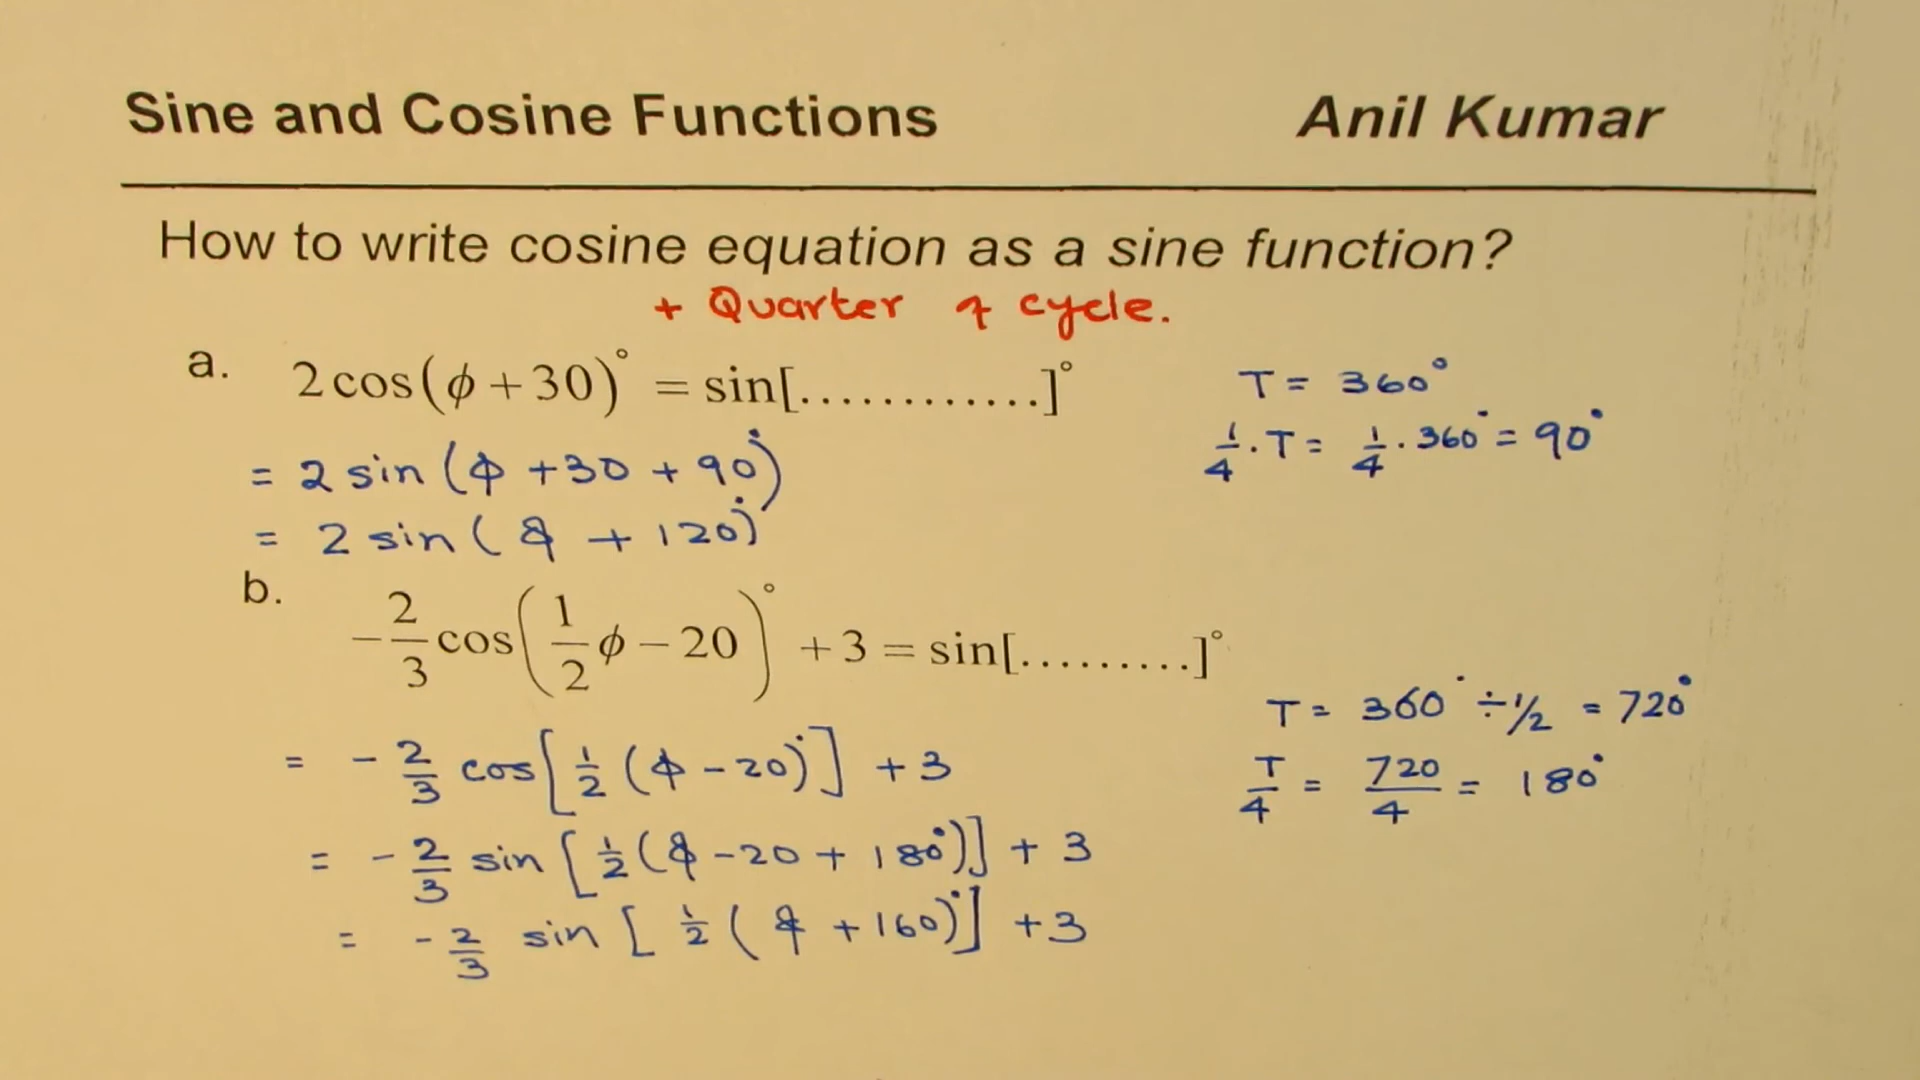 Sine and Cosine Functions Anil Kumar
How to write cosine equation as a sine function?
+ Quarter of cycle.
a. 2cos(ϕ+30)° = sin[.............]°
T = 360°
1/4 · T = 1/4 · 360° = 90°
= 2 sin (ϕ +30 + 90°)
= 2 sin (ϕ + 120°)
b. -2/3 cos(1/2 ϕ - 20)° + 3 = sin[.........]°
T = 360° ÷ 1/2 = 720°
= -2/3 cos[1/2 (ϕ - 20°)] + 3
T/4 = 720/4 = 180°
= -2/3 sin [1/2 (ϕ - 20 + 180°)] + 3
= -2/3 sin [1/2 (ϕ + 160°)] + 3